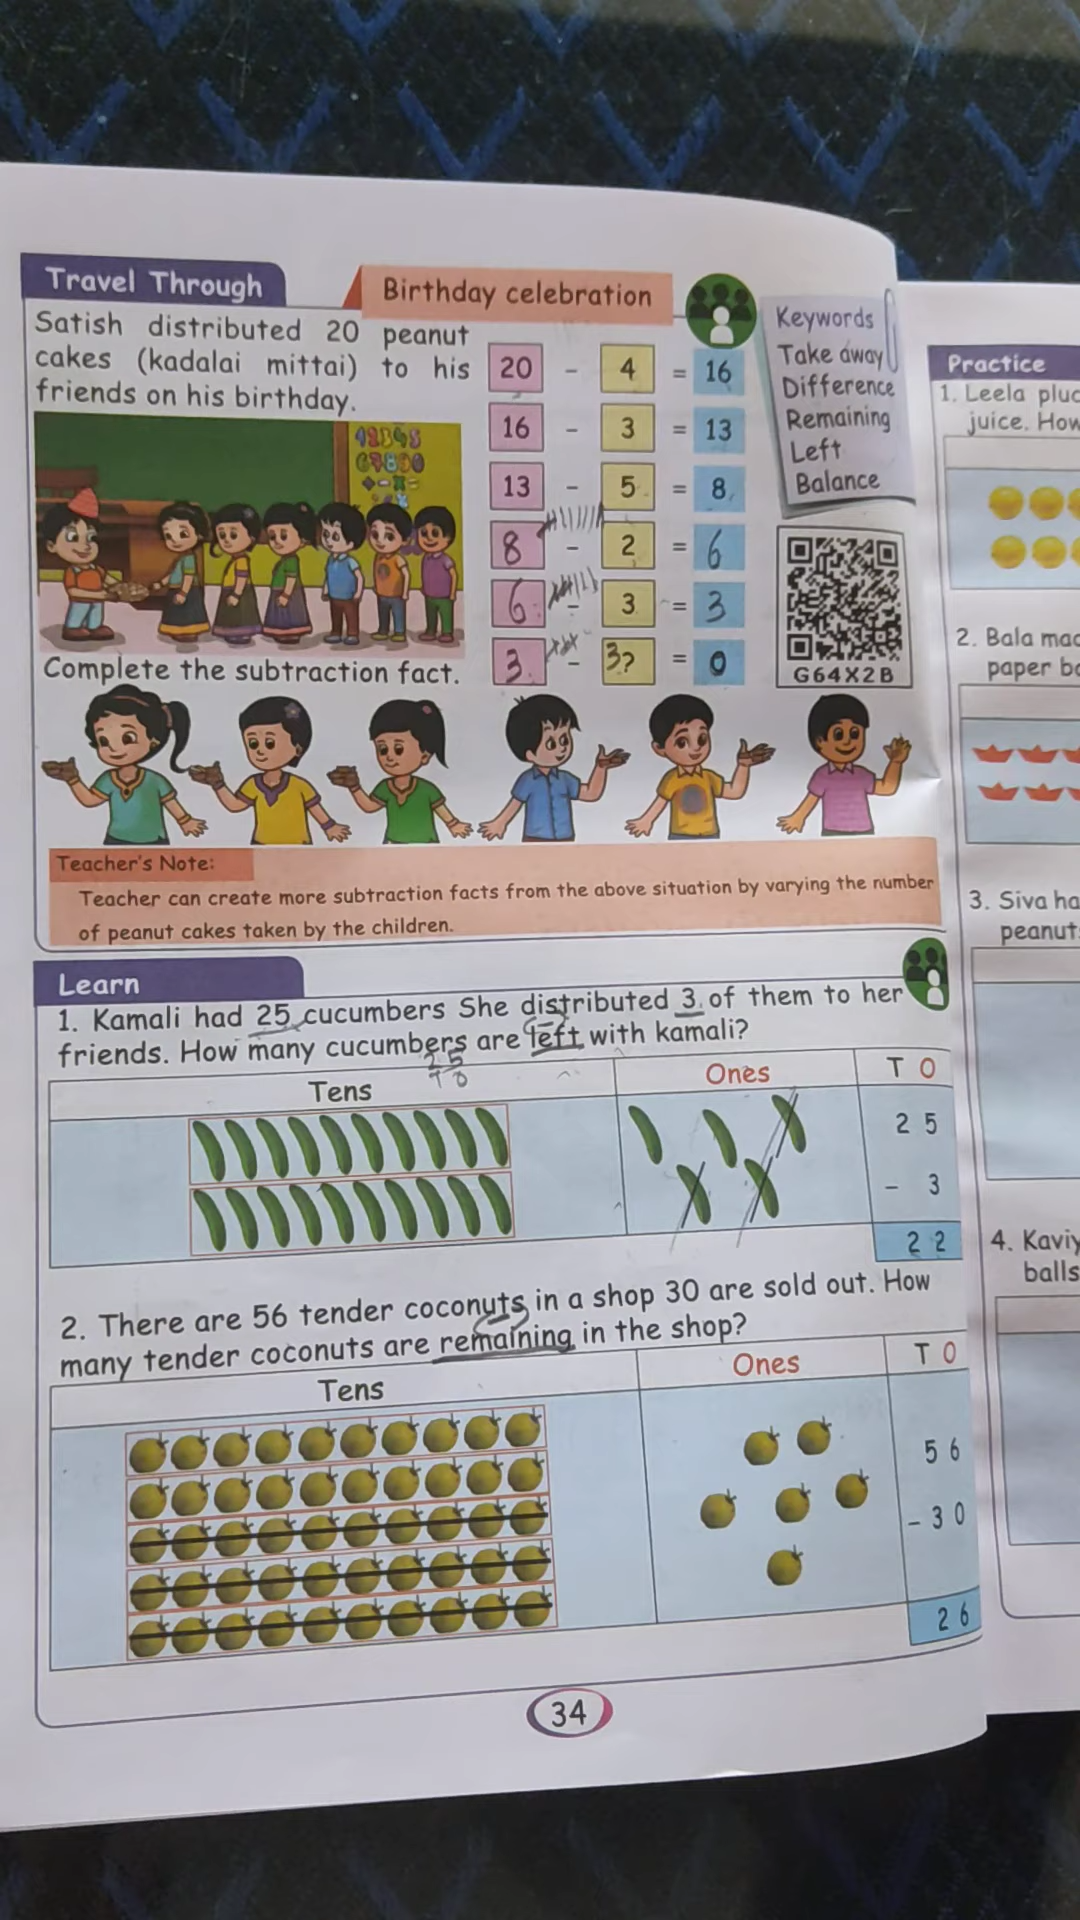 Travel Through
Birthday celebration
Satish distributed 20 peanut
cakes (kadalai mittai) to his
friends on his birthday.
20 - 4 = 16
16 - 3 = 13
13 - 5 = 8
8 - 2 = 6
6 - 3 = 3
3 - 3? = 0
Keywords
Take away
Difference
Remaining
Left
Balance
G64X2B
Complete the subtraction fact.
Teacher's Note:
Teacher can create more subtraction facts from the above situation by varying the number
of peanut cakes taken by the children.
Learn
1. Kamali had 25 cucumbers She distributed 3 of them to her
friends. How many cucumbers are left with kamali?
25
Tens
Ones
T O
2 5
- 3
2 2
2. There are 56 tender coconuts in a shop 30 are sold out. How
many tender coconuts are remaining in the shop?
Tens
Ones
T O
5 6
- 3 0
2 6
34
Practice
1. Leela
juice. How
2. Bala
paper
3. Siva
4.
balls